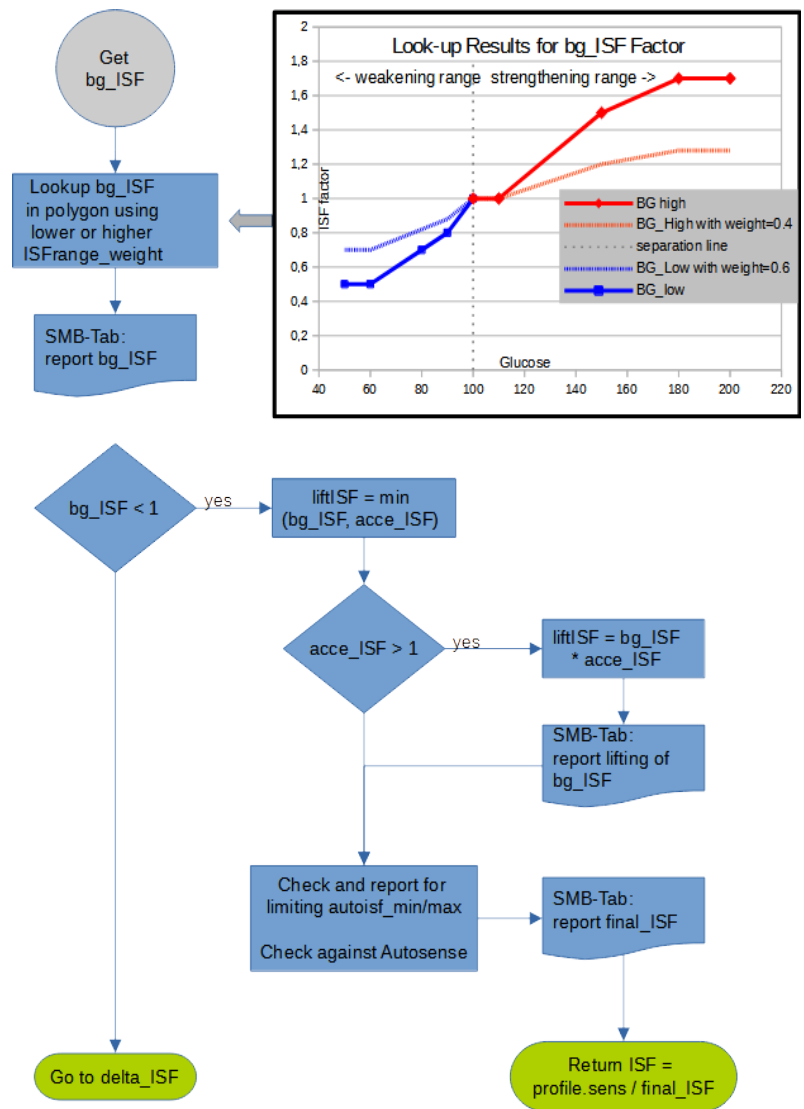 Get
bg_ISF
Lookup bg_ISF
in polygon using
lower or higher
ISFrange_weight
SMB-Tab:
report bg_ISF
Look-up Results for bg_ISF Factor
<- weakening range strengthening range ->
2
1,8
1,6
1,4
1,2
1
0,8
0,6
0,4
0,2
0
ISF factor
BG high
BG_High with weight=0.4
separation line
BG_Low with weight=0.6
BG_low
Glucose
40 60 80 100 120 140 160 180 200 220
bg_ISF < 1
yes
liftISF = min
(bg_ISF, acce_ISF)
acce_ISF > 1
yes
liftISF = bg_ISF
* acce_ISF
SMB-Tab:
report lifting of
bg_ISF
Check and report for
limiting autoisf_min/max
Check against Autosense
SMB-Tab:
report final_ISF
Go to delta_ISF
Return ISF =
profile.sens / final_ISF